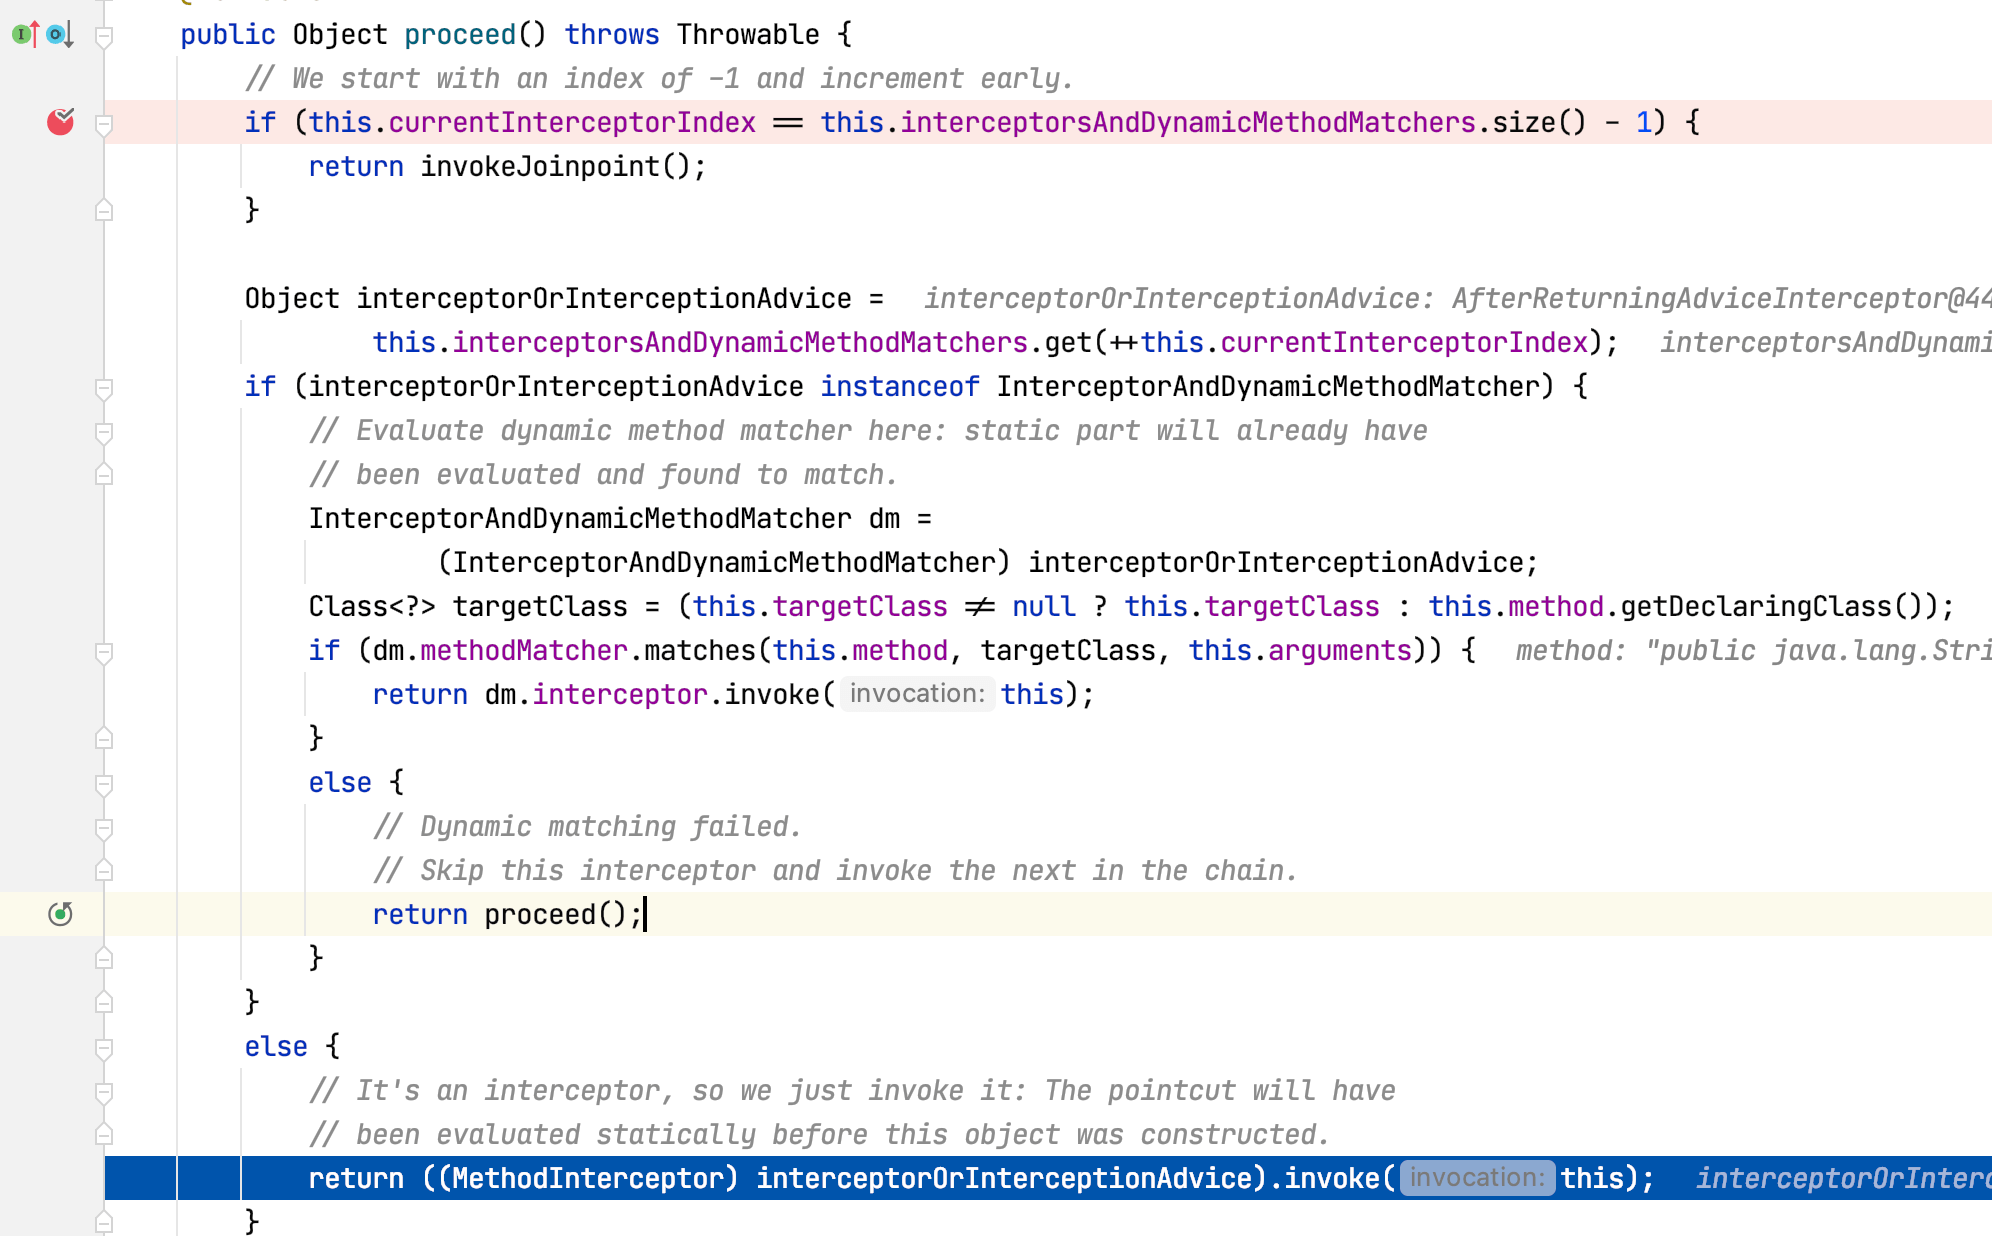 public Object proceed() throws Throwable {
// We start with an index of -1 and increment early.
if (this.currentInterceptorIndex == this.interceptorsAndDynamicMethodMatchers.size() - 1) {
return invokeJoinpoint();
}
Object interceptorOrInterceptionAdvice = interceptorOrInterceptionAdvice: AfterReturningAdviceInterceptor@44
this.interceptorsAndDynamicMethodMatchers.get(++this.currentInterceptorIndex); interceptorsAndDynami
if (interceptorOrInterceptionAdvice instanceof InterceptorAndDynamicMethodMatcher) {
// Evaluate dynamic method matcher here: static part will already have
// been evaluated and found to match.
InterceptorAndDynamicMethodMatcher dm =
(InterceptorAndDynamicMethodMatcher) interceptorOrInterceptionAdvice;
Class<?> targetClass = (this.targetClass != null ? this.targetClass : this.method.getDeclaringClass());
if (dm.methodMatcher.matches(this.method, targetClass, this.arguments)) { method: "public java.lang.Stri
return dm.interceptor.invoke( invocation: this);
}
else {
// Dynamic matching failed.
// Skip this interceptor and invoke the next in the chain.
return proceed();
}
}
else {
// It's an interceptor, so we just invoke it: The pointcut will have
// been evaluated statically before this object was constructed.
return ((MethodInterceptor) interceptorOrInterceptionAdvice).invoke( invocation: this); interceptorOrInterc
}